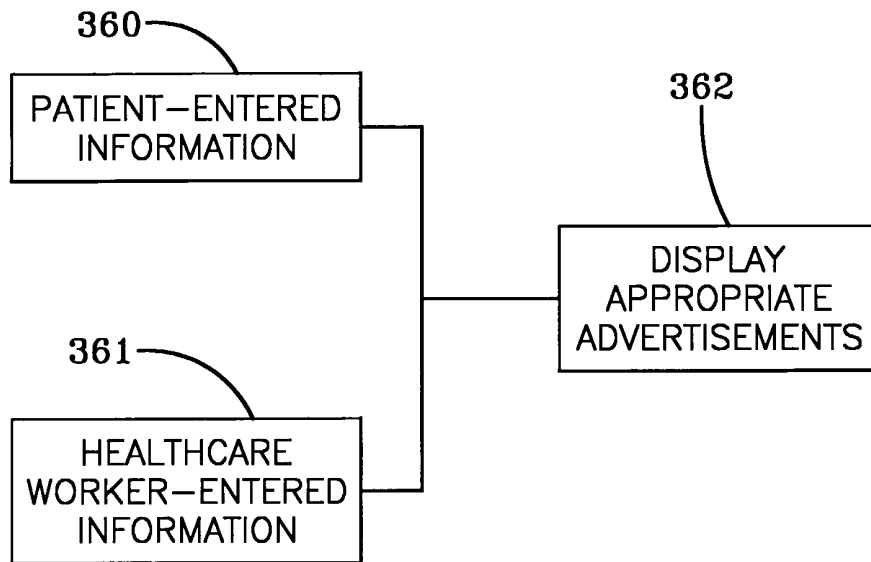 360
PATIENT-ENTERED
INFORMATION
362
DISPLAY
APPROPRIATE
ADVERTISEMENTS
361
HEALTHCARE
WORKER-ENTERED
INFORMATION